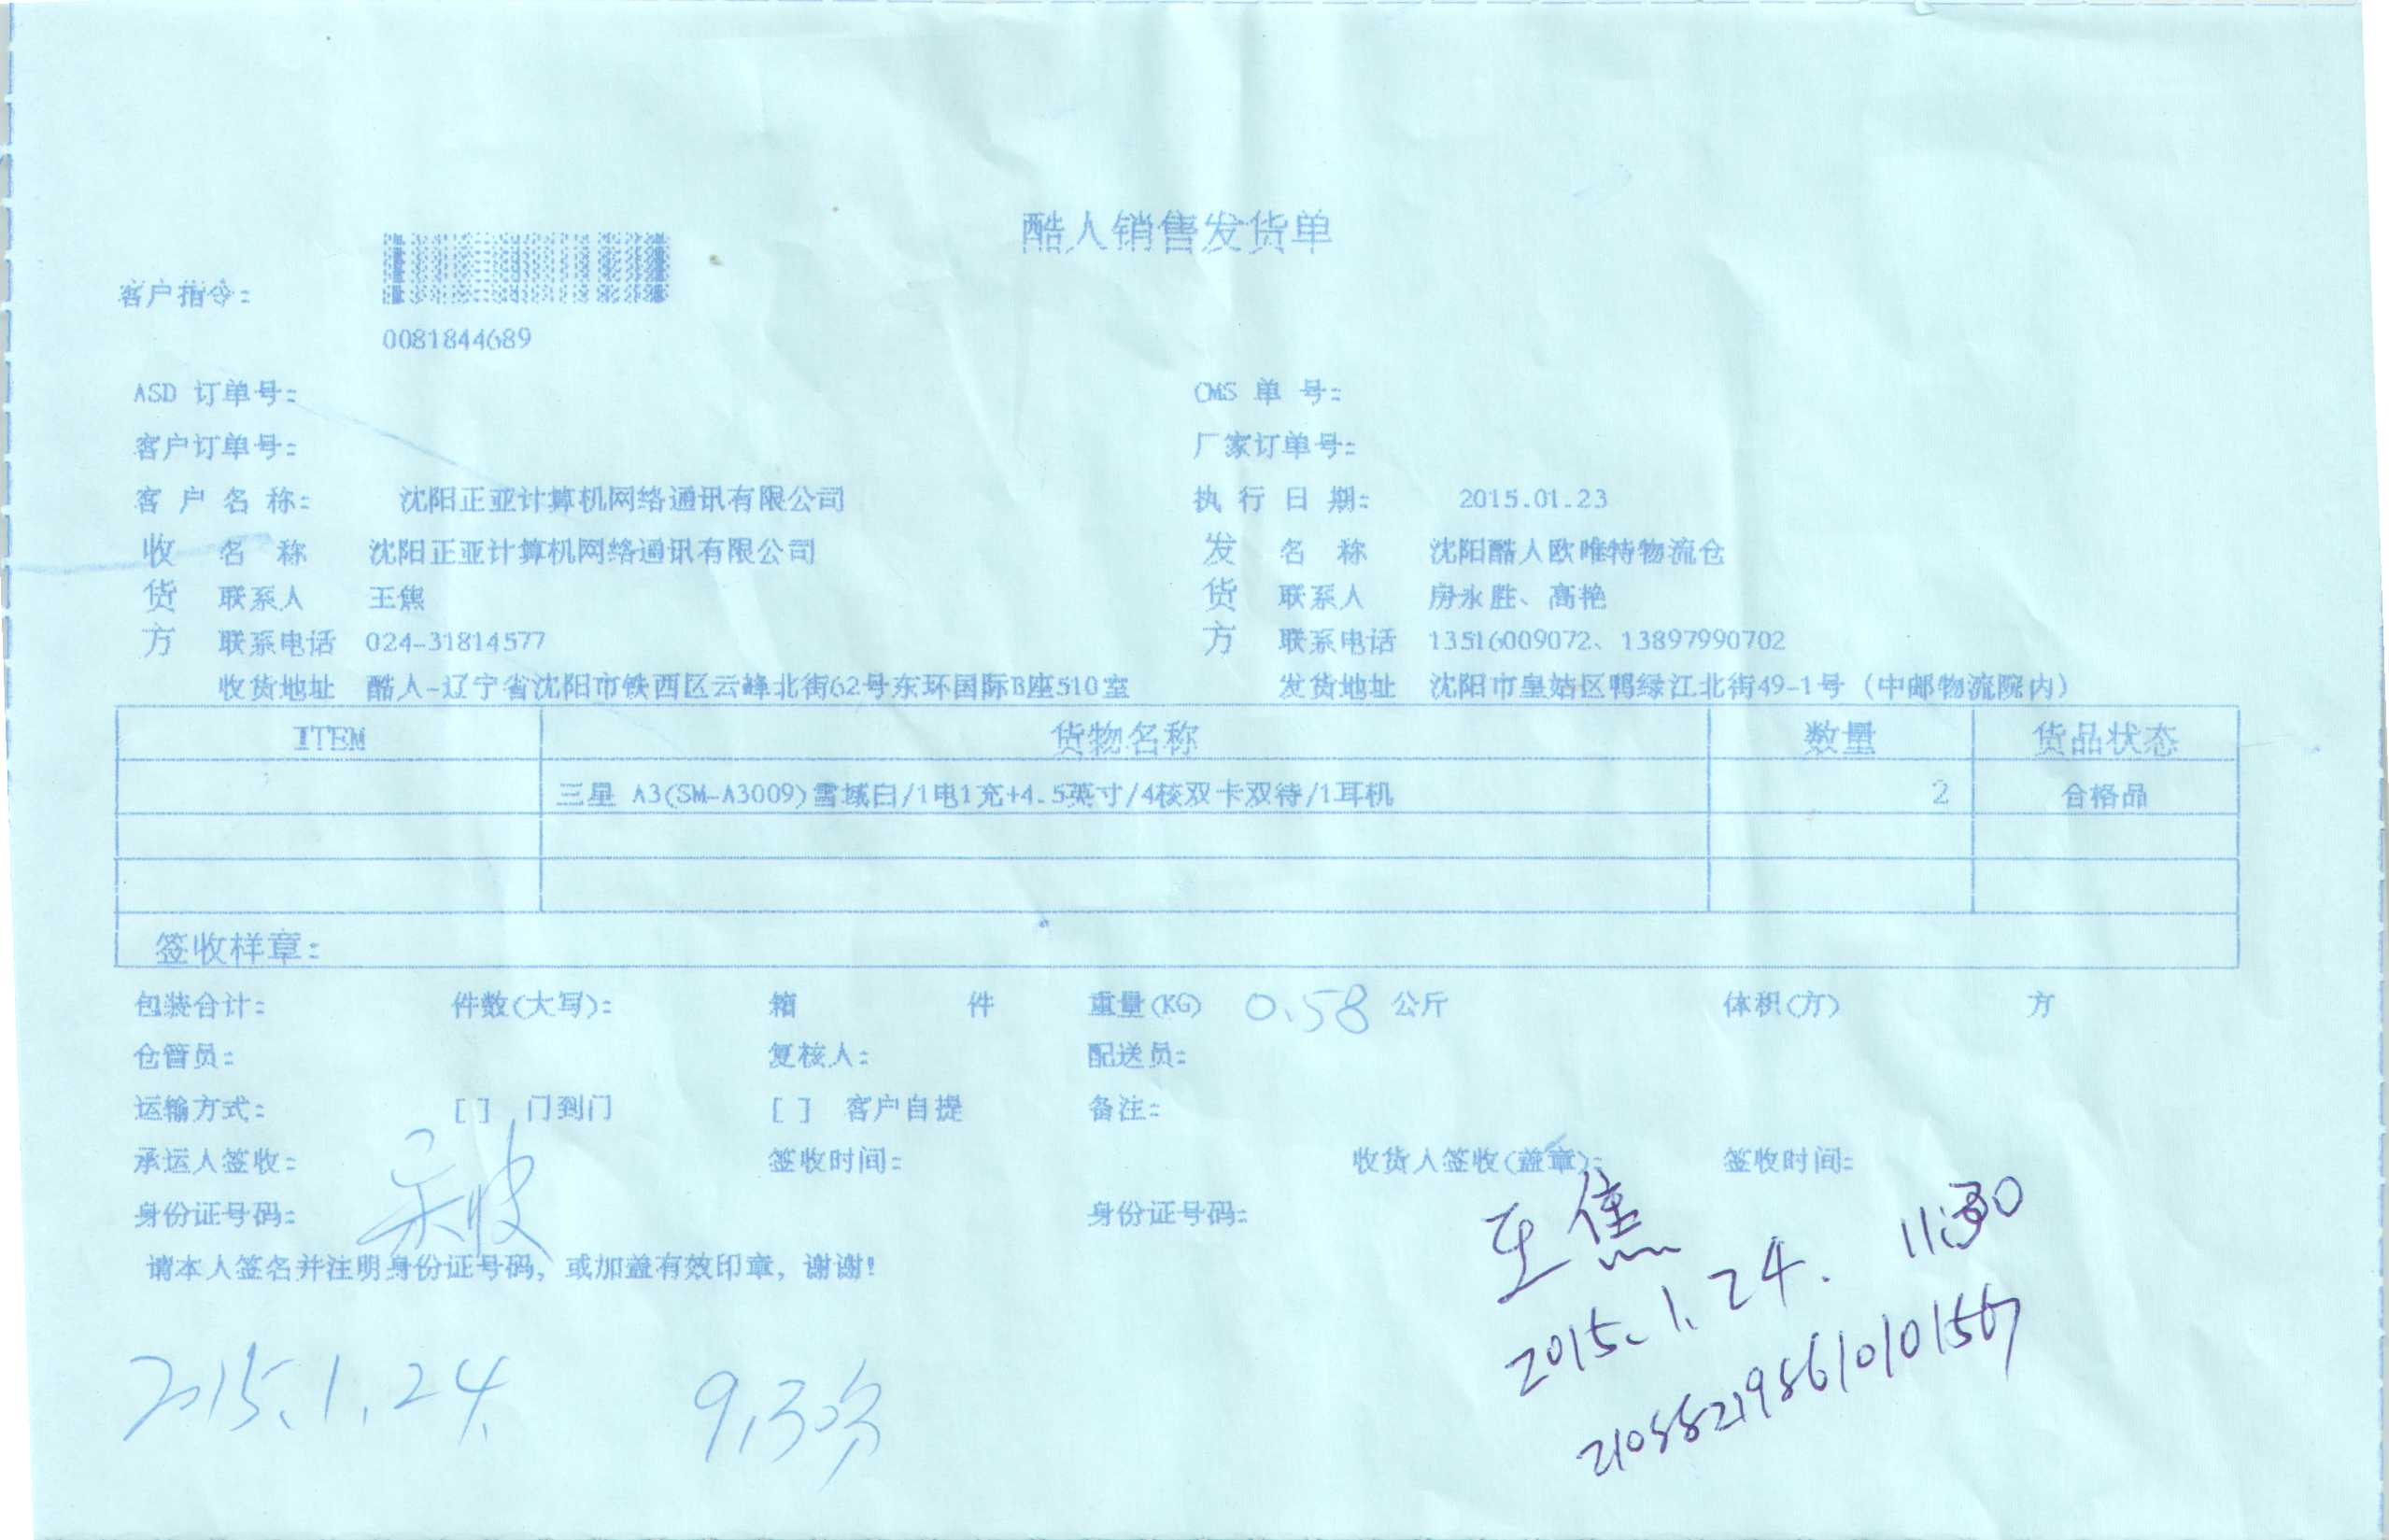 酷人销售发货单
客户指令:
0081844689
ASD 订单号: CMS 单 号:
客户订单号: 厂家订单号:
客 户 名 称: 沈阳正亚计算机网络通讯有限公司 执 行 日 期: 2015.01.23
收 名 称 沈阳正亚计算机网络通讯有限公司 发 名 称 沈阳酷人欧唯特物流仓
货 联系人 王焦 货 联系人 房永胜、高艳
方 联系电话 024-31814577 方 联系电话 13516009072、13897990702
收货地址 酷人-辽宁省沈阳市铁西区云峰北街62号东环国际B座510室 发货地址 沈阳市皇姑区鸭绿江北街49-1号 (中邮物流院内)
ITEM 货物名称 数量 货品状态
三星 A3(SM-A3009)雪域白/1电1充+4.5英寸/4核双卡双待/1耳机 2 合格品
签收样章:
包装合计: 件数(大写): 箱 件 重量(KG) 0.58 公斤 体积(方) 方
仓管员: 复核人: 配送员:
运输方式: [ ] 门到门 [ ] 客户自提 备注:
承运人签收: 签收时间: 收货人签收(盖章): 签收时间:
身份证号码: 身份证号码:
王焦
2015.1.24. 11:30
请本人签名并注明身份证号码, 或加盖有效印章, 谢谢!
2015.1.24. 9.30分